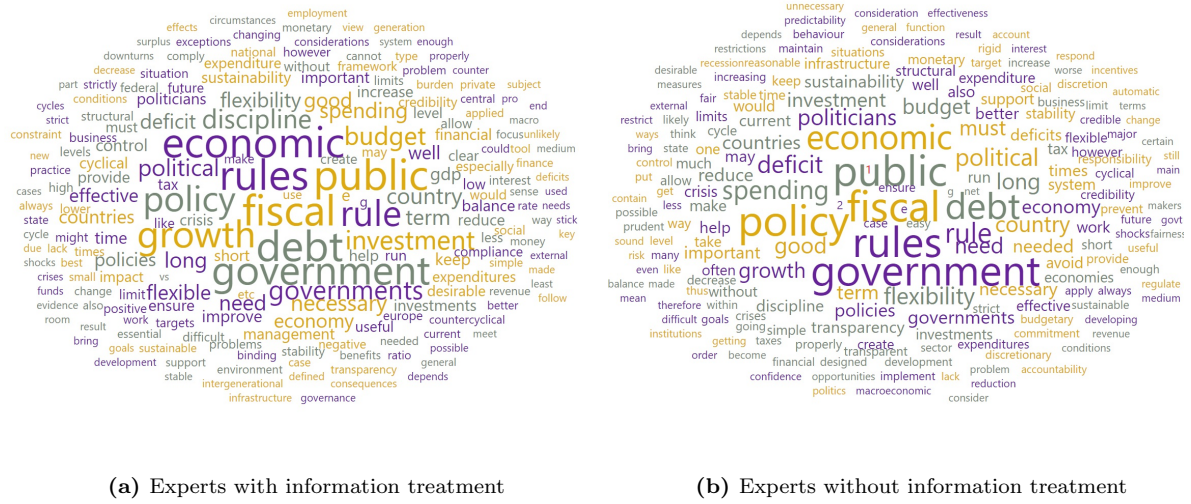 employment
effects circumstances monetary view generation
surplus exceptions changing considerations system enough
downturns comply national however cannot type properly
decrease situation expenditure without framework problem counter
part strictly future sustainability important limits burden private subject
conditions federal politicians flexibility good increase credibility central pro
cycles structural deficit spending level applied end
strict must discipline allow macro
constraint business control economic budget financial focus unlikely
new levels cyclical make create may well clear could tool medium
practice provide political rules public gdp especially finance
cases high effective tax use e country low interest deficits
always lower policy fiscal rule balance would sense used
state countries like crisis g term reduce rate needs
cycle might time growth debt investment less social way stick
due lack times long help run money key
shocks best policies etc short government keep compliance external
crises small impact vs expenditures simple made
funds change limit flexible governments desirable revenue least
evidence also positive ensure need necessary investments better follow
room work targets improve economy useful europe countercyclical
result essential difficult management needed current meet
bring problems negative possible
goals sustainable binding stability benefits ratio general
development support environment case transparency depends
stable defined
intergenerational consequences
infrastructure governance
(a) Experts with information treatment
unnecessary
predictability consideration effectiveness
depends behaviour general function result account
restrictions maintain situations considerations rigid interest respond
desirable recession reasonable infrastructure monetary target increase worse incentives
measures increasing keep sustainability structural expenditure social discretion automatic
external fair stable time investment well also support business limit terms
restrict likely limits would politicians budget better stability credible change
ways think cycle current economic must deficits flexible major certain
bring state one countries tax however
control may deficit public political responsibility still
put much reduce times cyclical main
get allow spending run long system credibility improve
contain less crisis make ensure g net debt economy prevent makers
possible policy fiscal
prudent way help 2 rule country work future govt
sound level take case e easy need needed shocks fairness
risk many important good rules short useful
even like often growth government avoid provide
balance made decrease economies enough
mean without term flexibility necessary apply always regulate
therefore within discipline policies strict effective sustainable medium
difficult goals crises governments budgetary developing
institutions going simple transparency investments commitment revenue
getting taxes properly create sector expenditures conditions
order become transparent discretionary
financial designed development problem accountability
confidence opportunities implement lack reduction
politics macroeconomic
consider
(b) Experts without information treatment